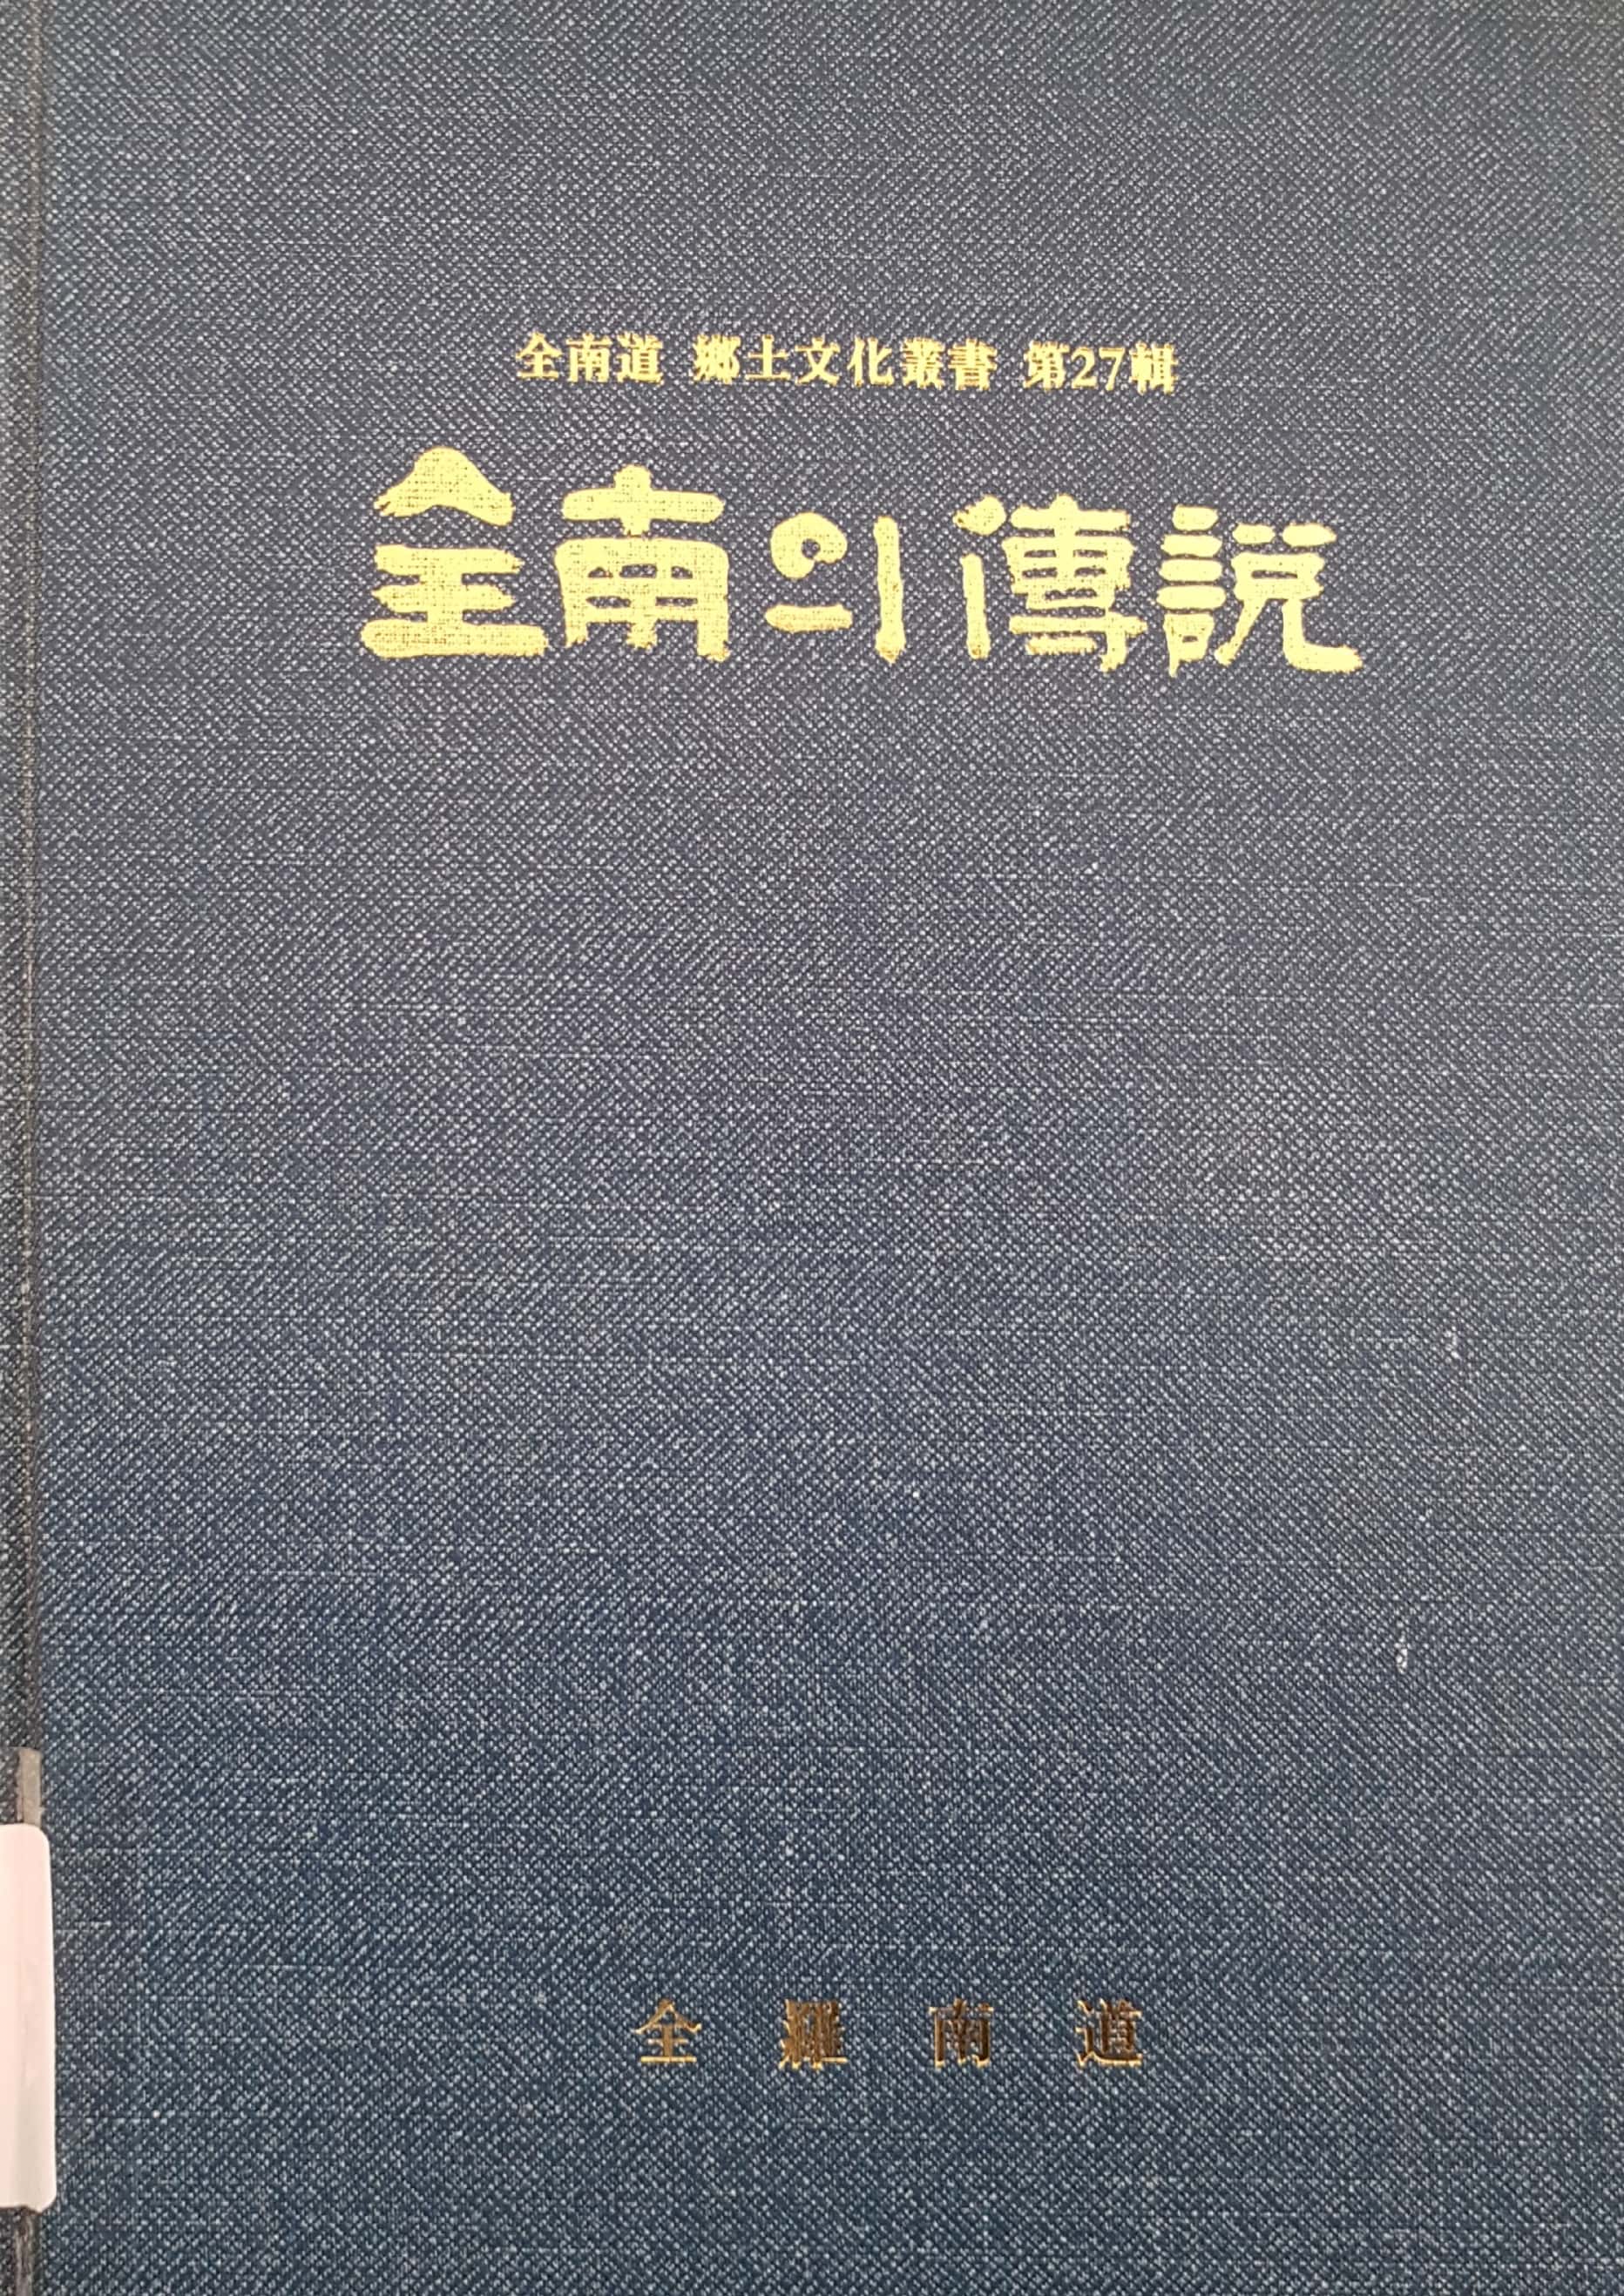 全南道 鄕土文化叢書 第27輯
全南의 傳說
全羅南道